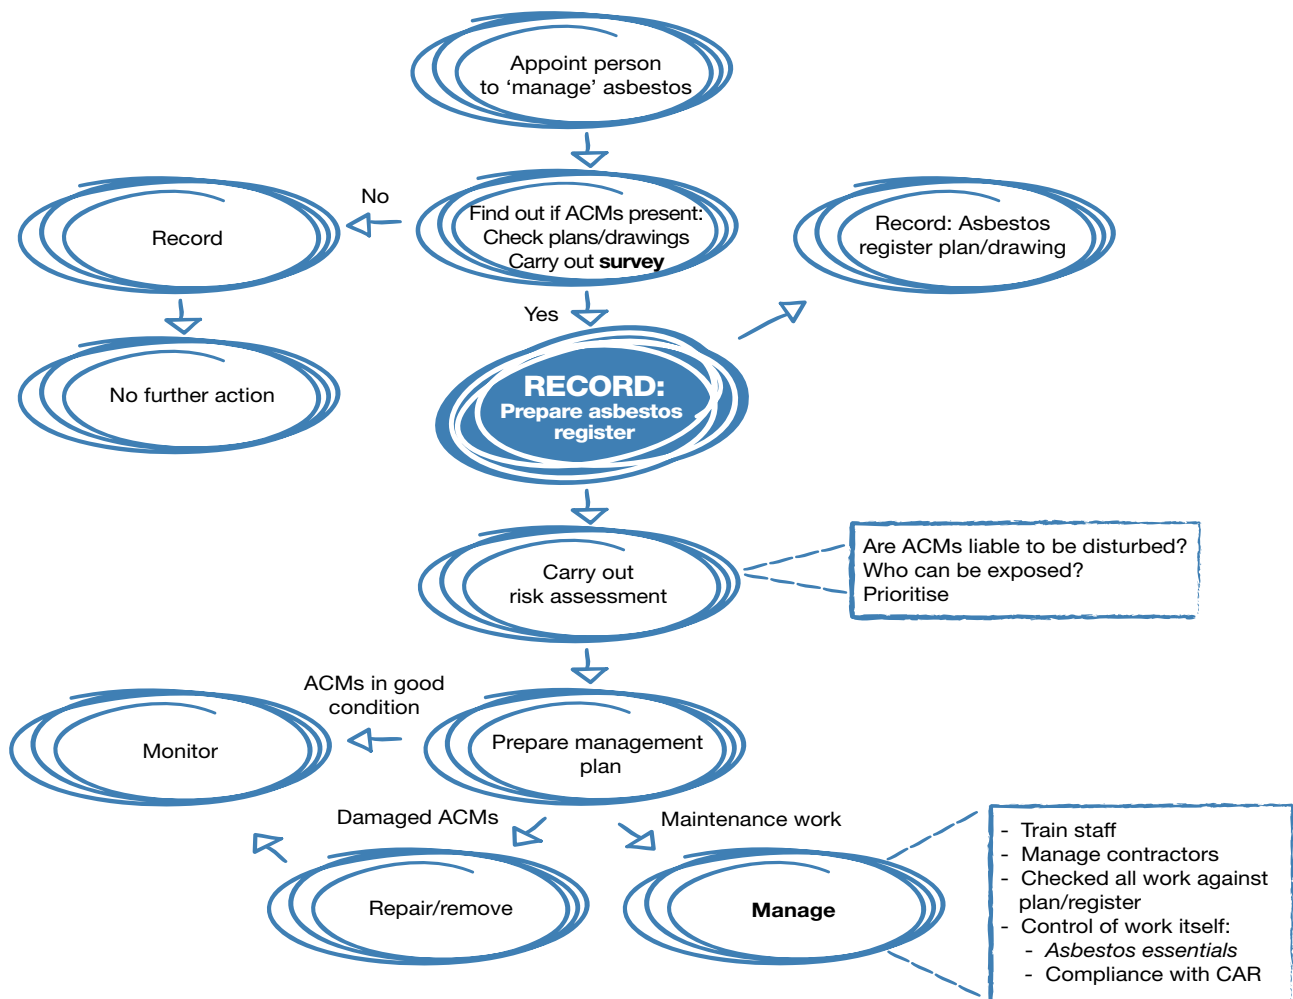 Appoint person
to ‘manage’ asbestos
No
Find out if ACMs present:
Check plans/drawings
Carry out survey
Record
Record: Asbestos
register plan/drawing
Yes
No further action
RECORD:
Prepare asbestos
register
Carry out
risk assessment
Are ACMs liable to be disturbed?
Who can be exposed?
Prioritise
ACMs in good
condition
Prepare management
plan
Monitor
Damaged ACMs
Maintenance work
Repair/remove
Manage
- Train staff
- Manage contractors
- Checked all work against
plan/register
- Control of work itself:
- Asbestos essentials
- Compliance with CAR